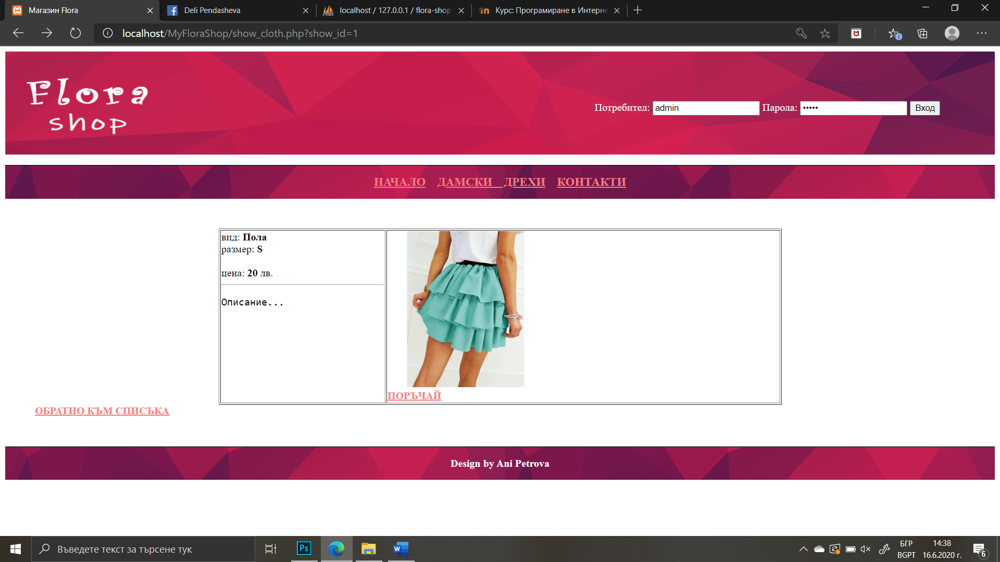 Магазин Flora
Deli Pendasheva
localhost / 127.0.0.1 / flora-shop
Курс: Програмиране в Интерне
localhost/MyFloraShop/show_cloth.php?show_id=1
Flora
shop
Потребител: admin Парола: ••••• Вход
НАЧАЛО ДАМСКИ ДРЕХИ КОНТАКТИ
вид: Пола
размер: S
цена: 20 лв.
Описание...
ПОРЪЧАЙ
ОБРАТНО КЪМ СПИСЪКА
Design by Ani Petrova
Въведете текст за търсене тук
Ps
W
БГР
BGPT
14:38
16.6.2020 г.
6